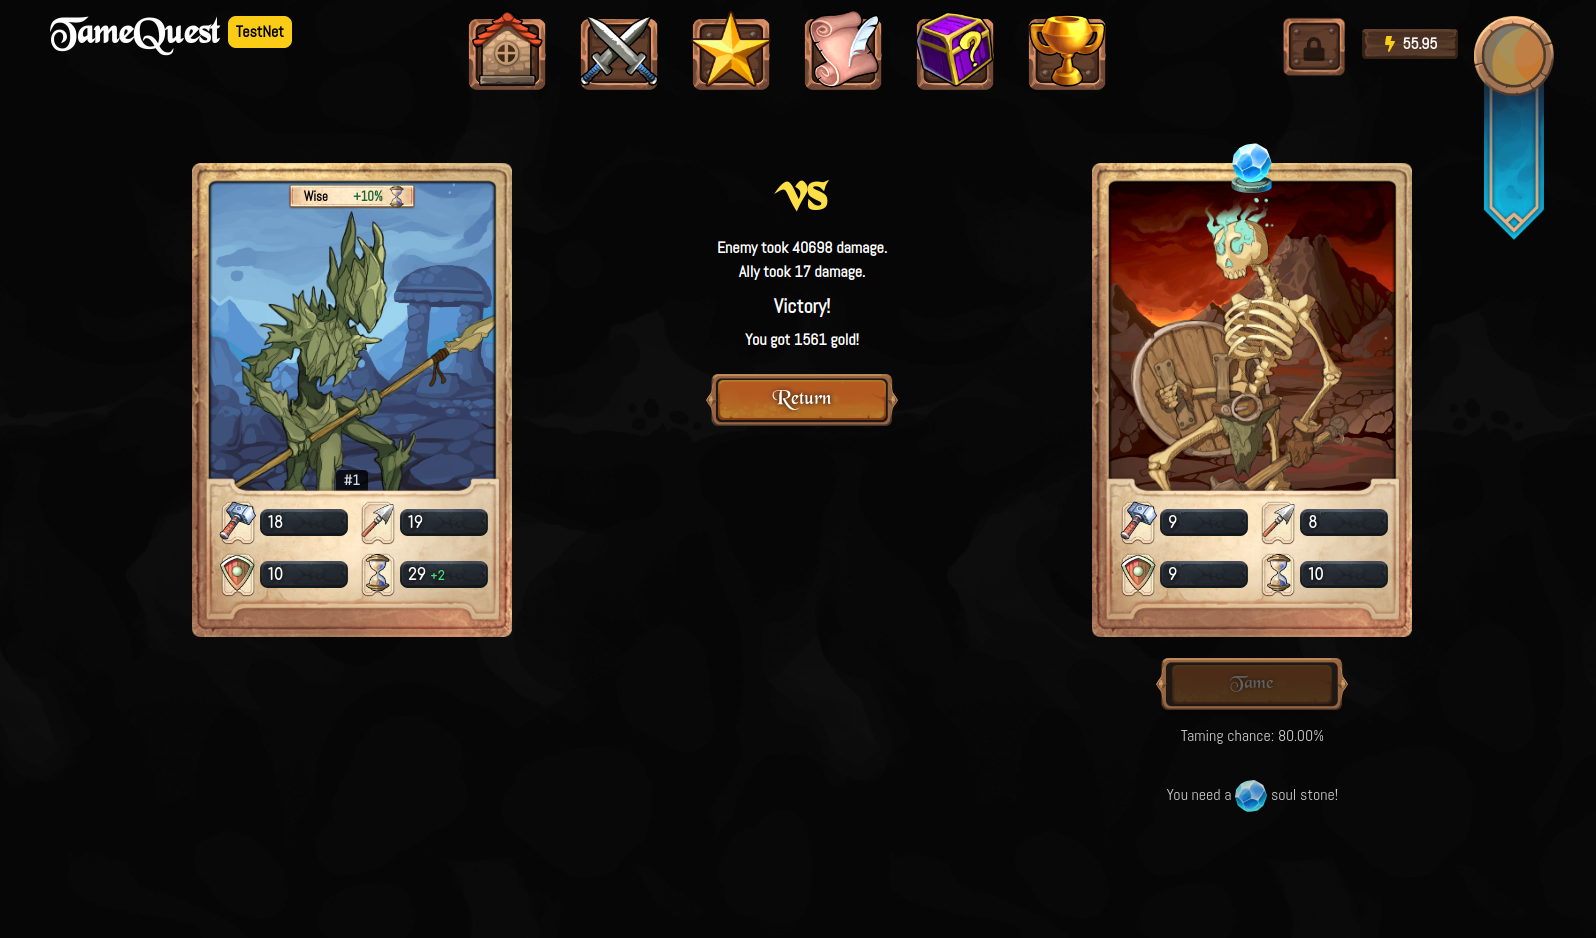 TameQuest TestNet
55.95
Wise +10%
#1
18 19
10 29 +2
VS
Enemy took 40698 damage.
Ally took 17 damage.
Victory!
You got 1561 gold!
Return
9 8
9 10
Tame
Taming chance: 80.00%
You need a soul stone!